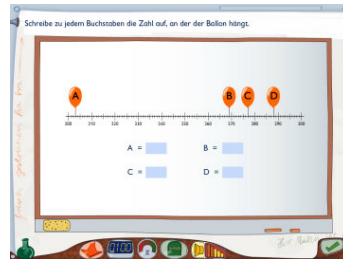 Schreibe zu jedem Buchstaben die Zahl auf, an der der Ballon hängt.
A B C D
300 310 320 330 340 350 360 370 380 390 400
A = B =
C = D =
0100